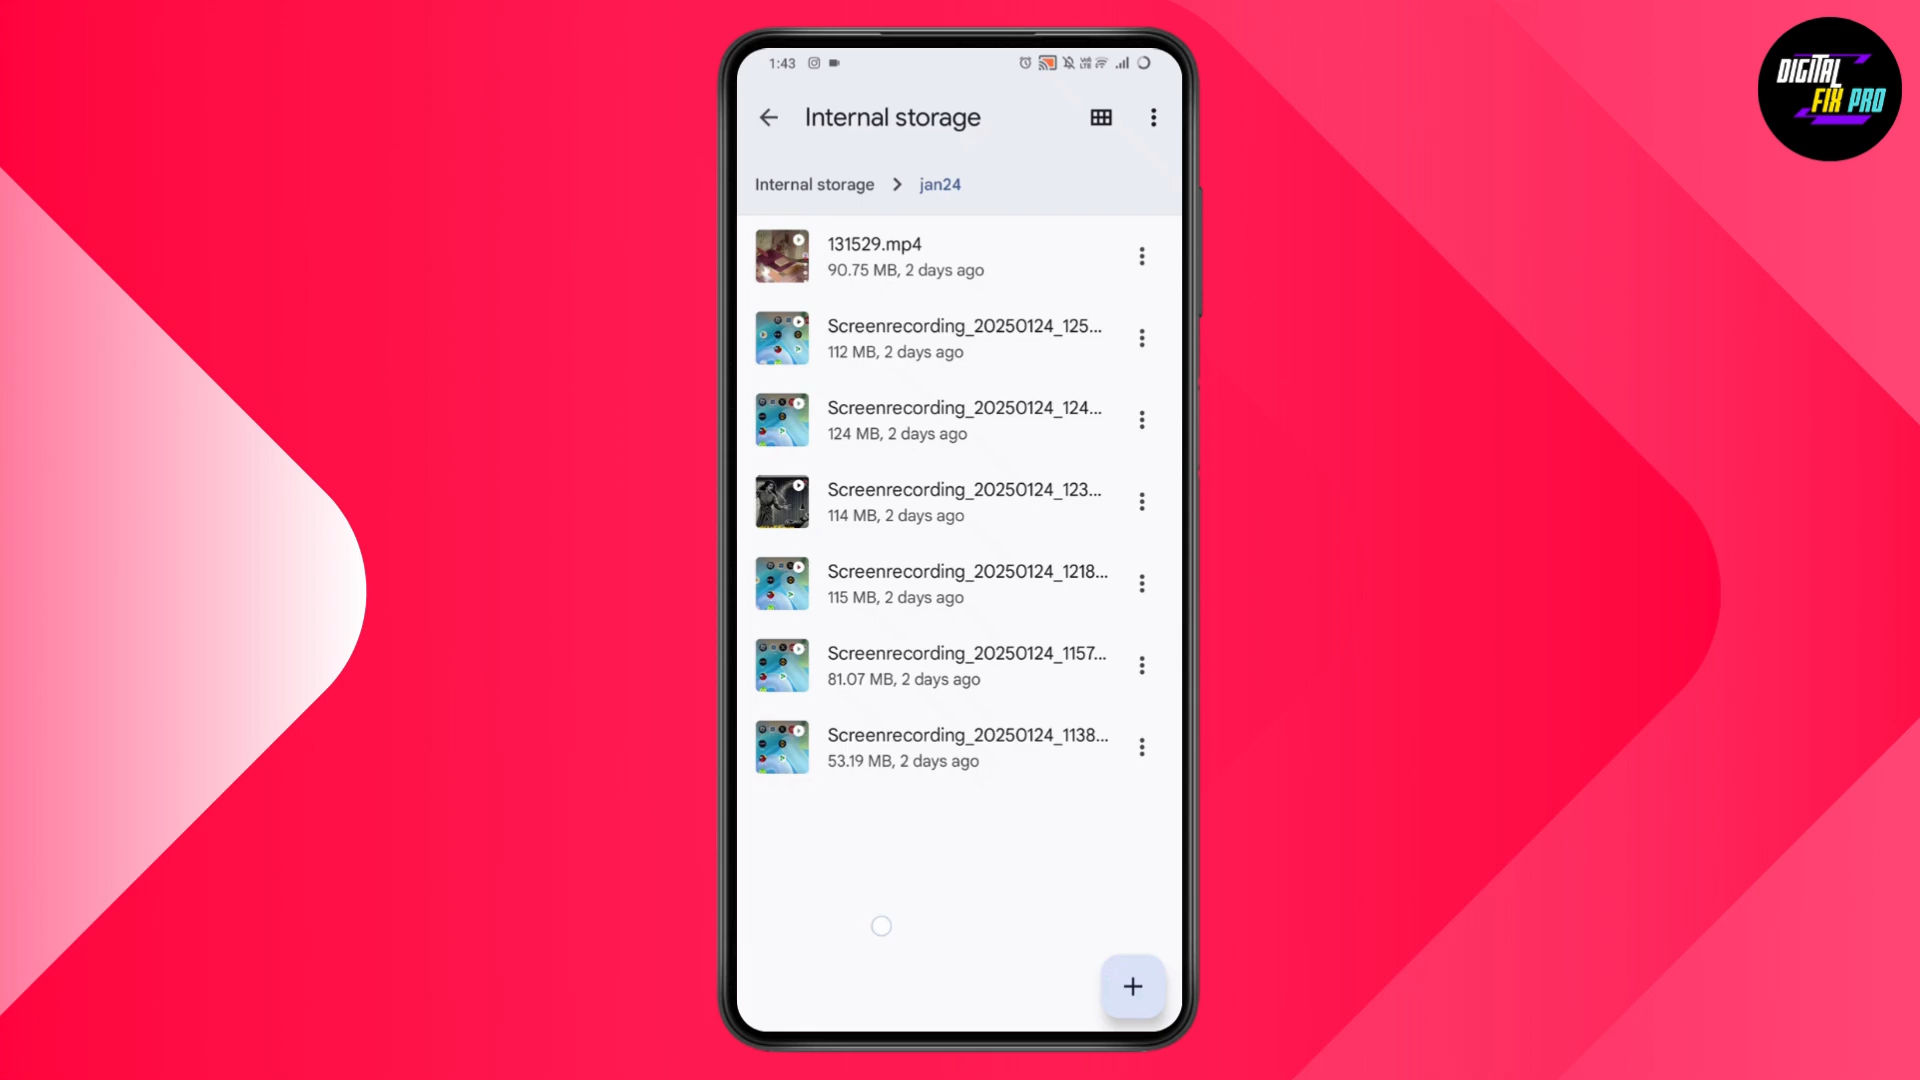 1:43
Internal storage
Internal storage > jan24
131529.mp4
90.75 MB, 2 days ago
Screenrecording_20250124_125...
112 MB, 2 days ago
Screenrecording_20250124_124...
124 MB, 2 days ago
Screenrecording_20250124_123...
114 MB, 2 days ago
Screenrecording_20250124_1218...
115 MB, 2 days ago
Screenrecording_20250124_1157...
81.07 MB, 2 days ago
Screenrecording_20250124_1138...
53.19 MB, 2 days ago
DIGITAL
FIX PRO